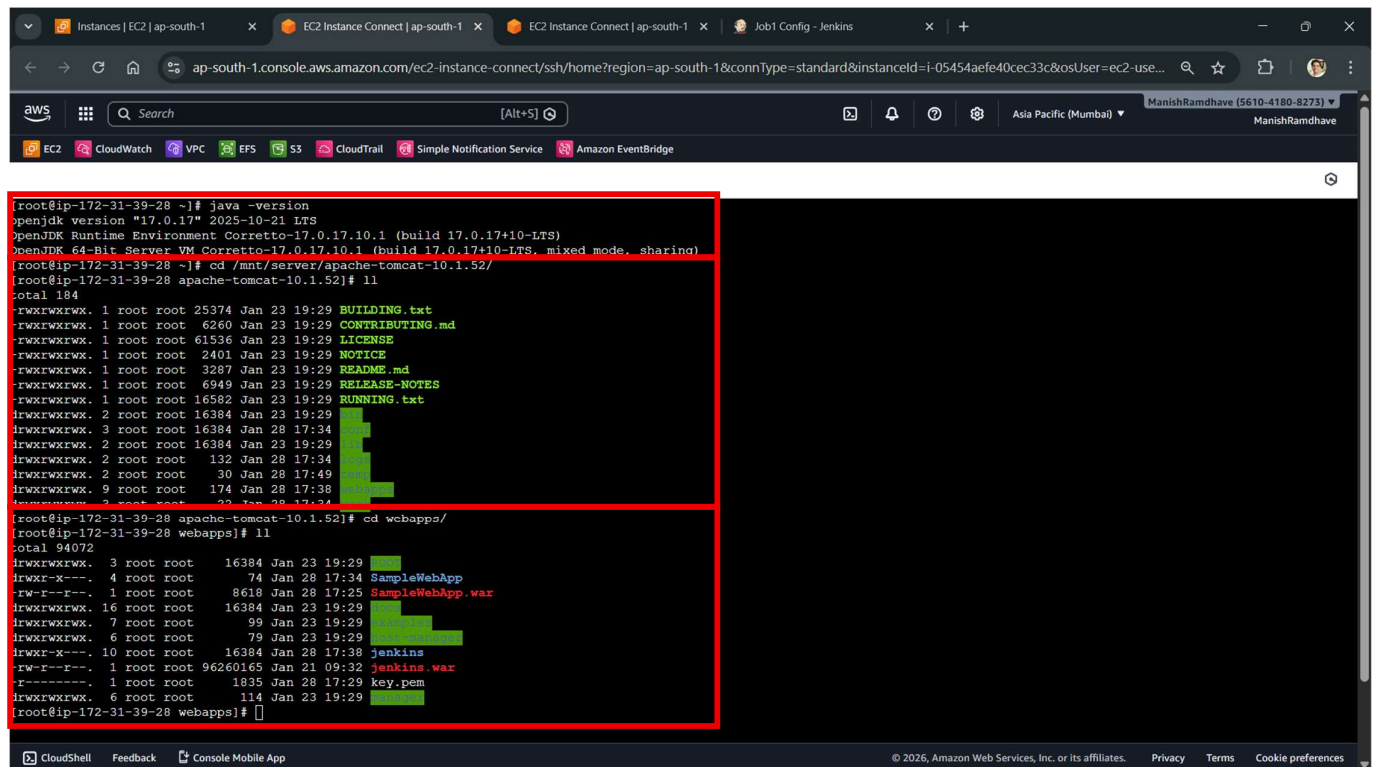 Instances | EC2 | ap-south-1
EC2 Instance Connect | ap-south-1
EC2 Instance Connect | ap-south-1
Job1 Config - Jenkins
ap-south-1.console.aws.amazon.com/ec2-instance-connect/ssh/home?region=ap-south-1&connType=standard&instanceId=i-05454aefe40cec33c&osUser=ec2-use...
aws
Search
[Alt+S]
Asia Pacific (Mumbai)
ManishRamdhave (5610-4180-8273)
ManishRamdhave
EC2 CloudWatch VPC EFS S3 CloudTrail Simple Notification Service Amazon EventBridge
[root@ip-172-31-39-28 ~]# java -version
openjdk version "17.0.17" 2025-10-21 LTS
OpenJDK Runtime Environment Corretto-17.0.17.10.1 (build 17.0.17+10-LTS)
OpenJDK 64-Bit Server VM Corretto-17.0.17.10.1 (build 17.0.17+10-LTS, mixed mode, sharing)
[root@ip-172-31-39-28 ~]# cd /mnt/server/apache-tomcat-10.1.52/
[root@ip-172-31-39-28 apache-tomcat-10.1.52]# ll
total 184
-rwxrwxrwx. 1 root root 25374 Jan 23 19:29 BUILDING.txt
-rwxrwxrwx. 1 root root 6260 Jan 23 19:29 CONTRIBUTING.md
-rwxrwxrwx. 1 root root 61536 Jan 23 19:29 LICENSE
-rwxrwxrwx. 1 root root 2401 Jan 23 19:29 NOTICE
-rwxrwxrwx. 1 root root 3287 Jan 23 19:29 README.md
-rwxrwxrwx. 1 root root 6949 Jan 23 19:29 RELEASE-NOTES
-rwxrwxrwx. 1 root root 16582 Jan 23 19:29 RUNNING.txt
drwxrwxrwx. 2 root root 16384 Jan 23 19:29 bin
drwxrwxrwx. 3 root root 16384 Jan 28 17:34 conf
drwxrwxrwx. 2 root root 16384 Jan 23 19:29 lib
drwxrwxrwx. 2 root root 132 Jan 28 17:34 logs
drwxrwxrwx. 2 root root 30 Jan 28 17:49 temp
drwxrwxrwx. 9 root root 174 Jan 28 17:38 webapps
drwxrwxrwx. 3 root root 22 Jan 28 17:34
[root@ip-172-31-39-28 apache-tomcat-10.1.52]# cd webapps/
[root@ip-172-31-39-28 webapps]# ll
total 94072
drwxrwxrwx. 3 root root 16384 Jan 23 19:29 ROOT
drwxr-x---. 4 root root 74 Jan 28 17:34 SampleWebApp
-rw-r--r--. 1 root root 8618 Jan 28 17:25 SampleWebApp.war
drwxrwxrwx. 16 root root 16384 Jan 23 19:29 docs
drwxrwxrwx. 7 root root 99 Jan 23 19:29 examples
drwxrwxrwx. 6 root root 79 Jan 23 19:29 host-manager
drwxr-x---. 10 root root 16384 Jan 28 17:38 jenkins
-rw-r--r--. 1 root root 96260165 Jan 21 09:32 jenkins.war
-r--------. 1 root root 1835 Jan 28 17:29 key.pem
drwxrwxrwx. 6 root root 114 Jan 23 19:29 manager
[root@ip-172-31-39-28 webapps]#
CloudShell Feedback Console Mobile App
© 2026, Amazon Web Services, Inc. or its affiliates. Privacy Terms Cookie preferences